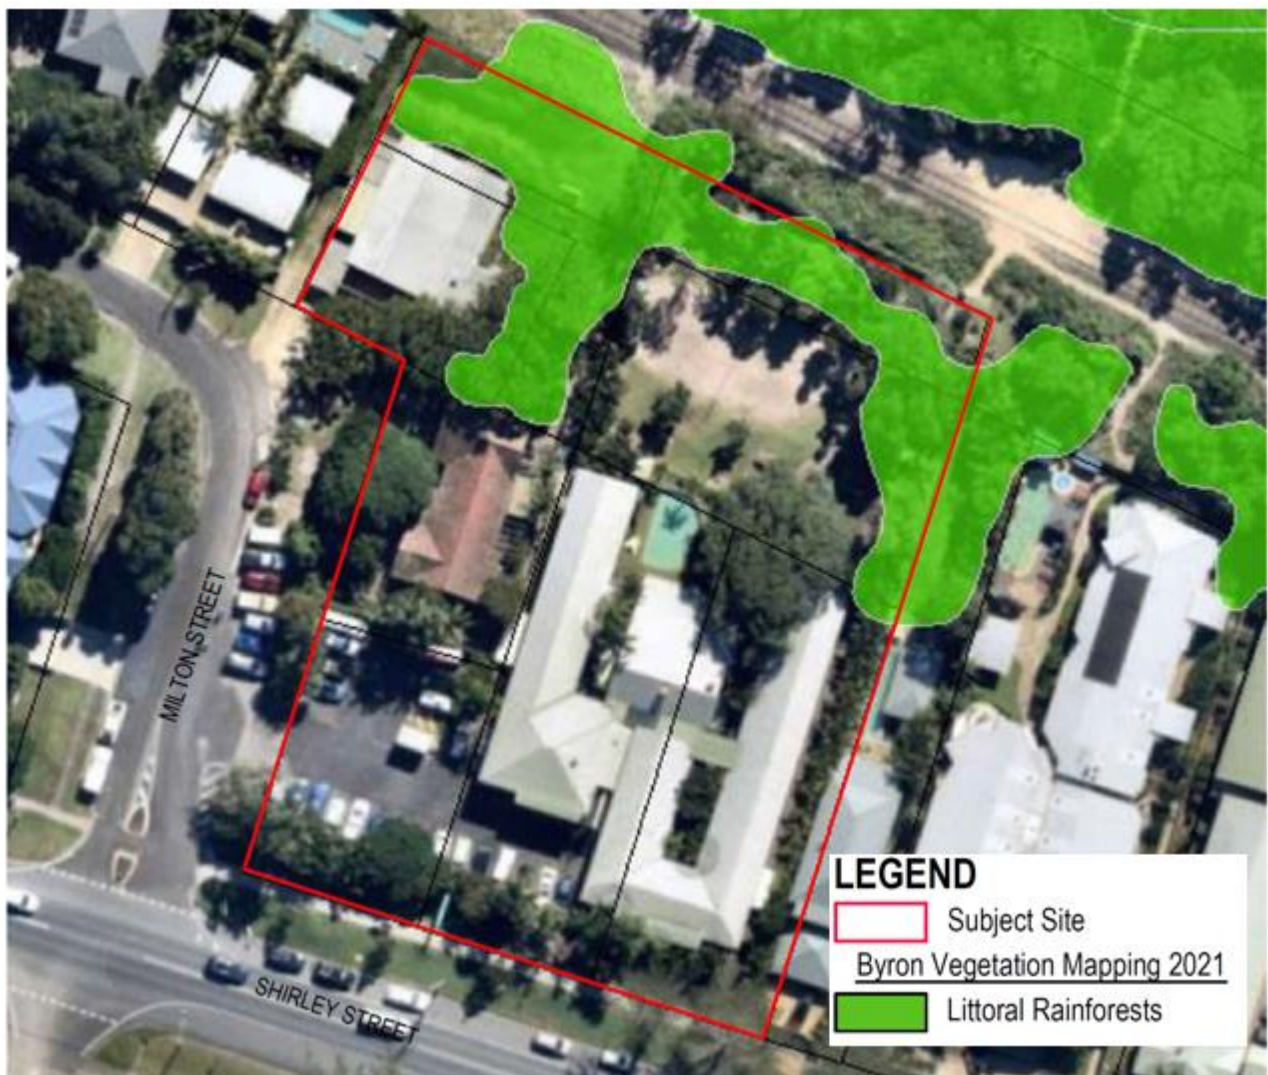 MILTON STREET
SHIRLEY STREET
LEGEND
Subject Site
Byron Vegetation Mapping 2021
Littoral Rainforests